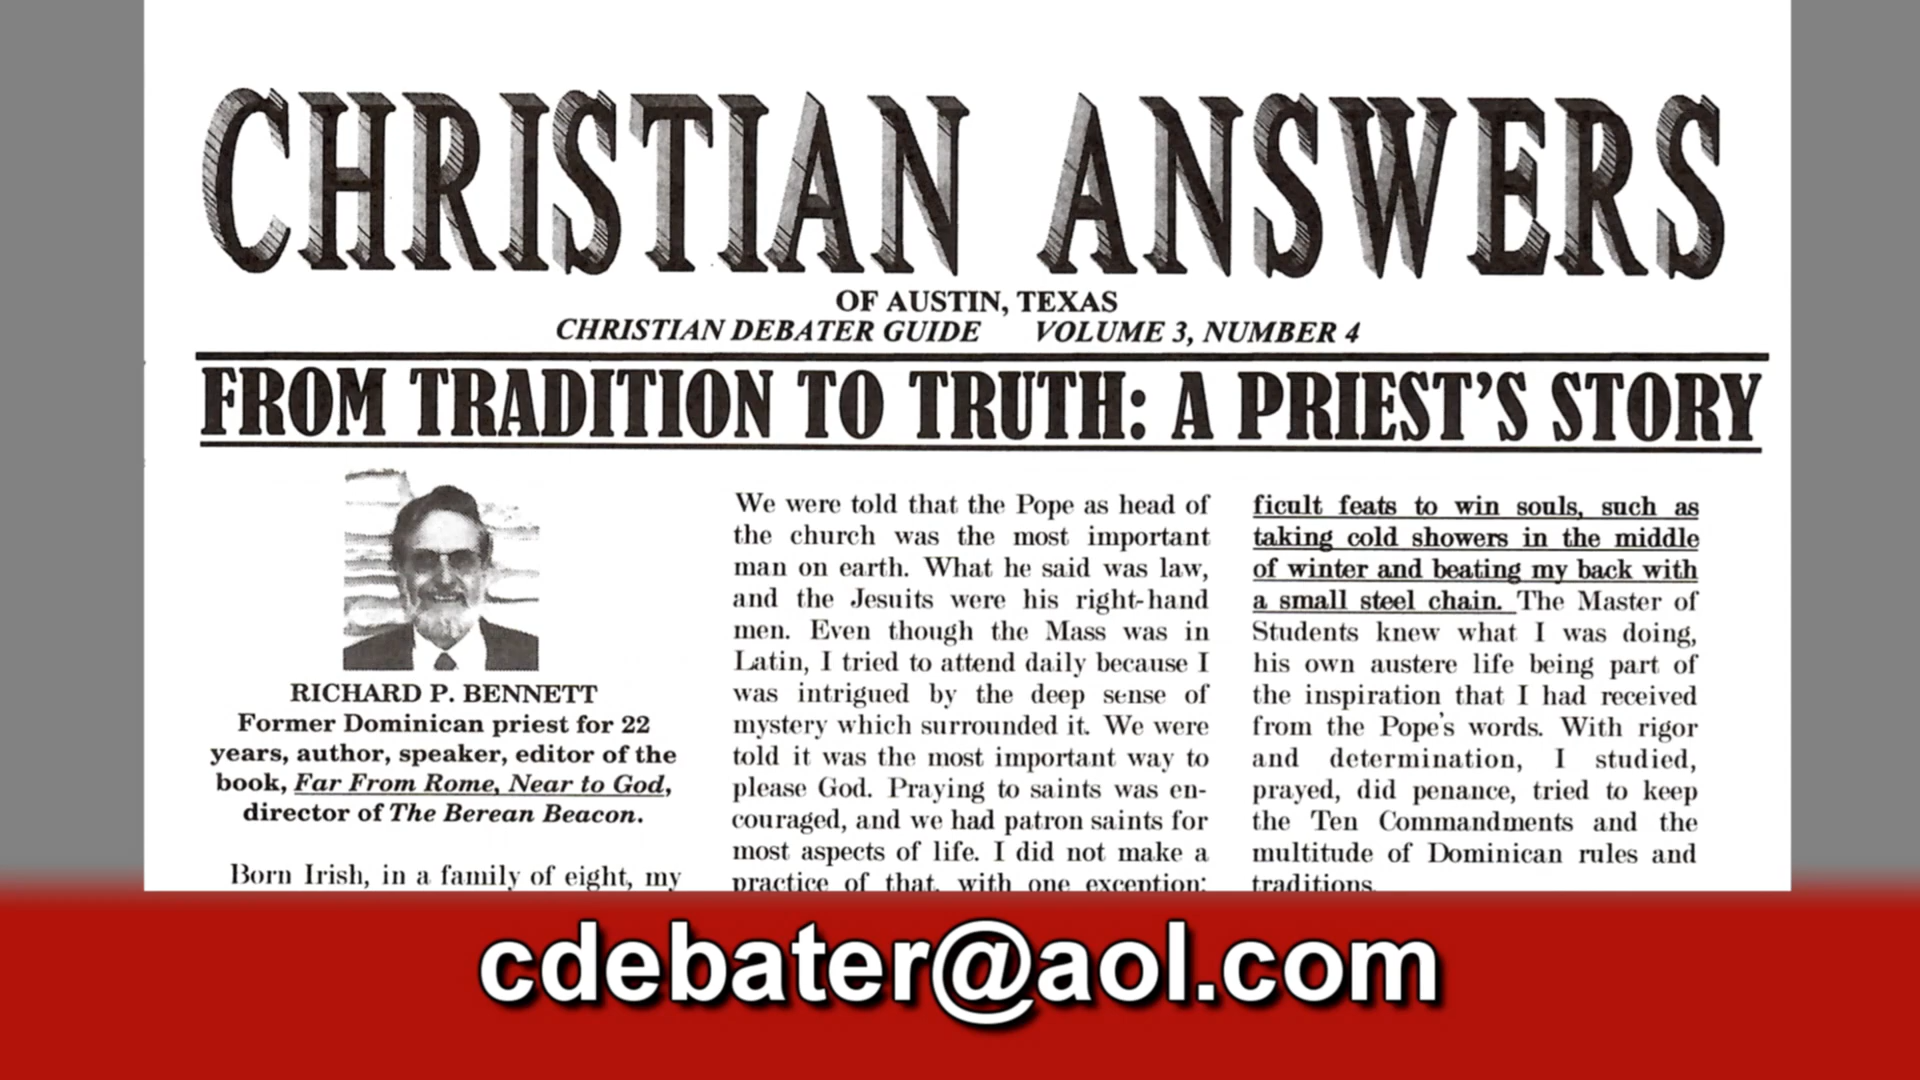 CHRISTIAN ANSWERS
OF AUSTIN, TEXAS
CHRISTIAN DEBATER GUIDE VOLUME 3, NUMBER 4
FROM TRADITION TO TRUTH: A PRIEST'S STORY
RICHARD P. BENNETT
Former Dominican priest for 22
years, author, speaker, editor of the
book, Far From Rome, Near to God,
director of The Berean Beacon.
Born Irish, in a family of eight, my
We were told that the Pope as head of
the church was the most important
man on earth. What he said was law,
and the Jesuits were his right-hand
men. Even though the Mass was in
Latin, I tried to attend daily because I
was intrigued by the deep sense of
mystery which surrounded it. We were
told it was the most important way to
please God. Praying to saints was en-
couraged, and we had patron saints for
most aspects of life. I did not make a
practice of that, with one exception:
ficult feats to win souls, such as
taking cold showers in the middle
of winter and beating my back with
a small steel chain. The Master of
Students knew what I was doing,
his own austere life being part of
the inspiration that I had received
from the Pope's words. With rigor
and determination, I studied,
prayed, did penance, tried to keep
the Ten Commandments and the
multitude of Dominican rules and
traditions.
cdebater@aol.com